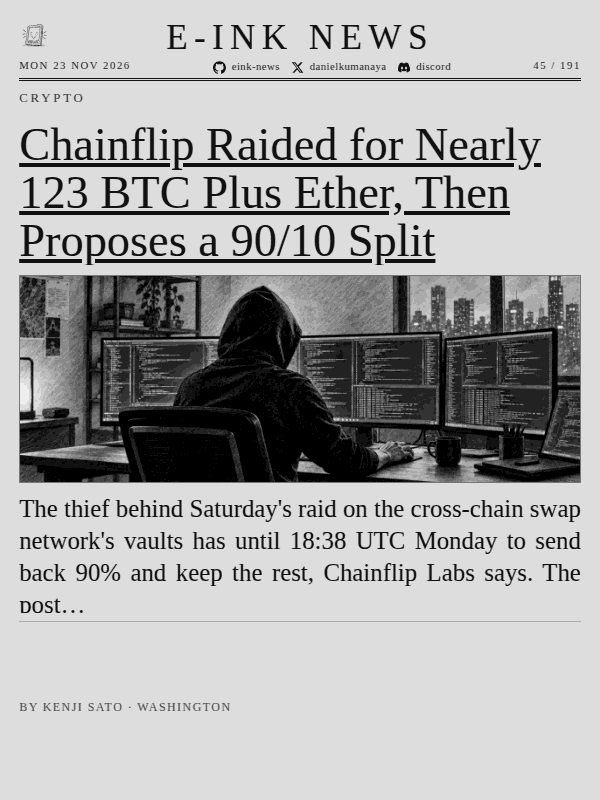 E-INK NEWS
MON 23 NOV 2026
eink-news danielkumanaya discord
45 / 191
CRYPTO
Chainflip Raided for Nearly
123 BTC Plus Ether, Then
Proposes a 90/10 Split
The thief behind Saturday's raid on the cross-chain swap
network's vaults has until 18:38 UTC Monday to send
back 90% and keep the rest, Chainflip Labs says. The
post…
BY KENJI SATO · WASHINGTON